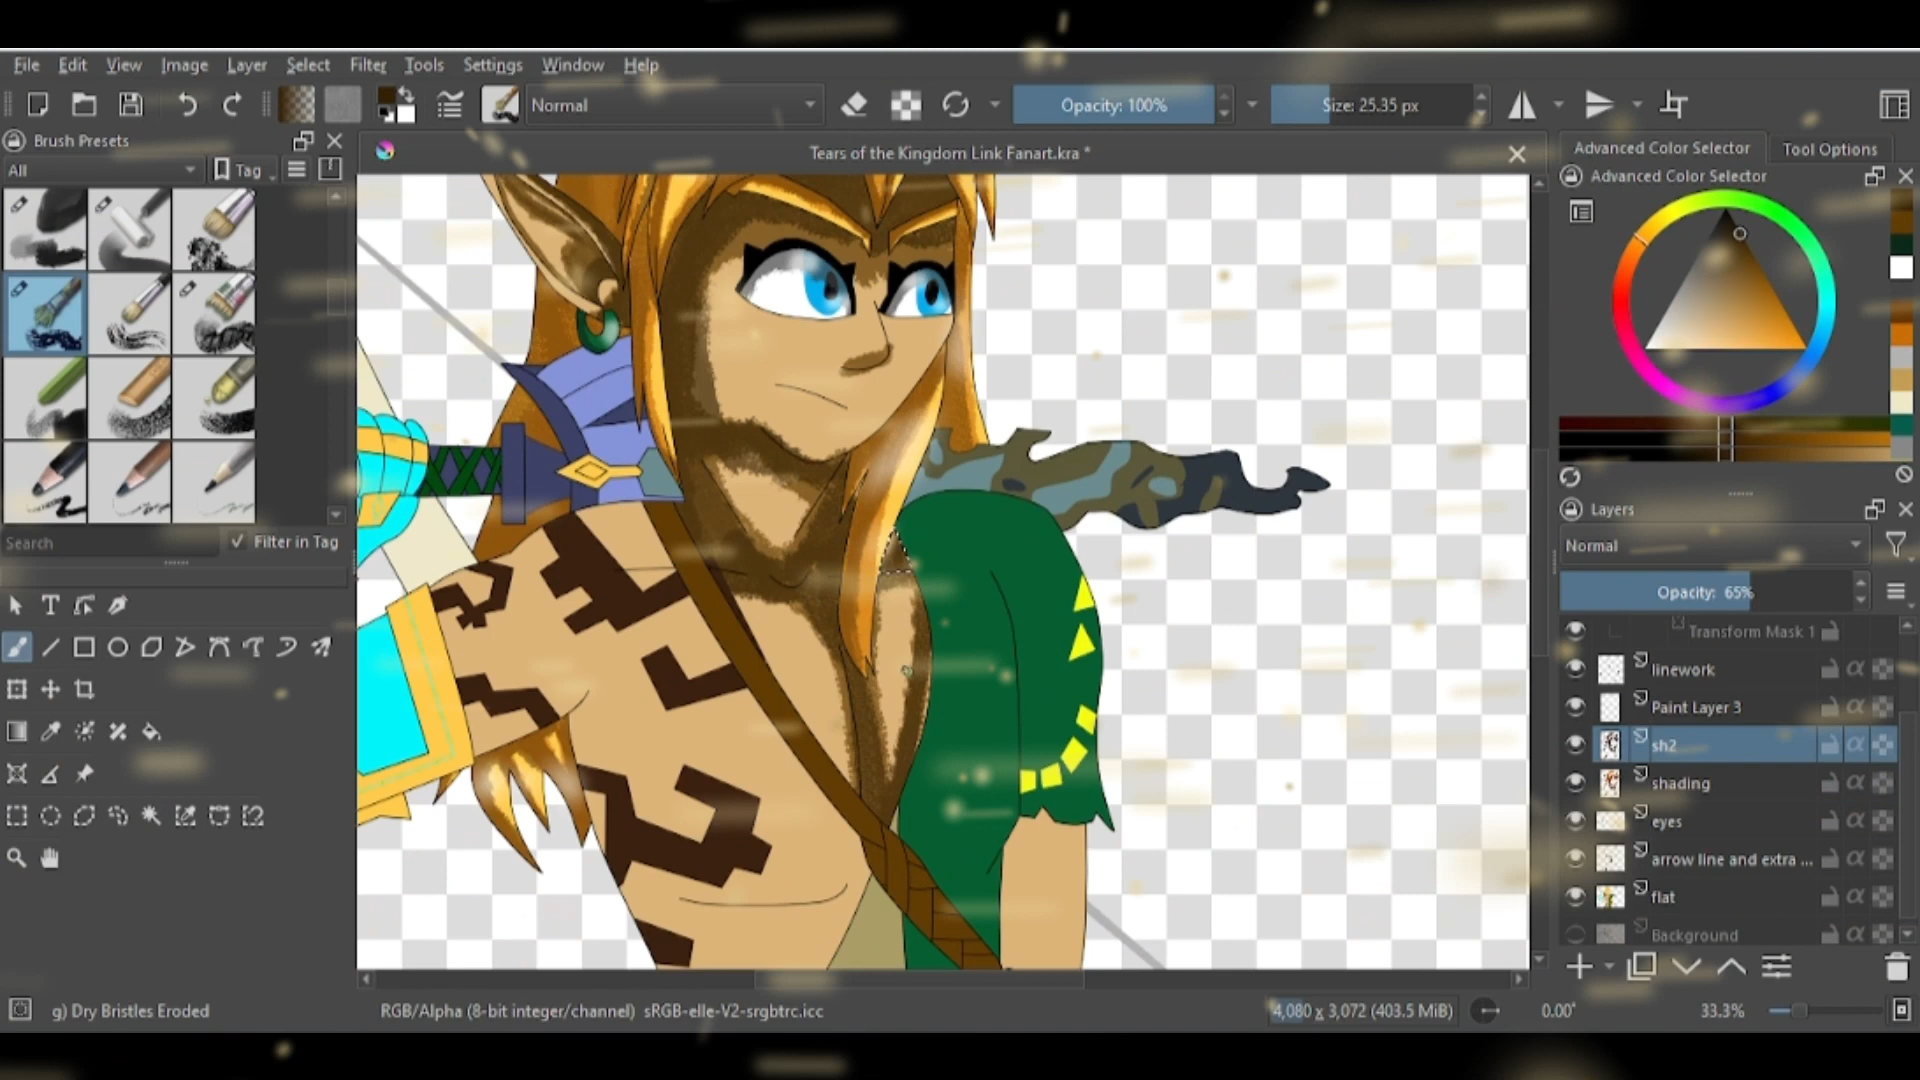 File Edit View Image Layer Select Filter Tools Settings Window Help
Normal Opacity: 100% Size: 25.35 px
Brush Presets
All Tag
Tears of the Kingdom Link Fanart.kra *
Search Filter in Tag
Advanced Color Selector Tool Options
Advanced Color Selector
Layers
Normal
Opacity: 65%
Transform Mask 1
linework
Paint Layer 3
sh2
shading
eyes
arrow line and extra ...
flat
Background
g) Dry Bristles Eroded RGB/Alpha (8-bit integer/channel) sRGB-elle-V2-srgbtrc.icc 4,080 x 3,072 (403.5 MiB) 0.00° 33.3%